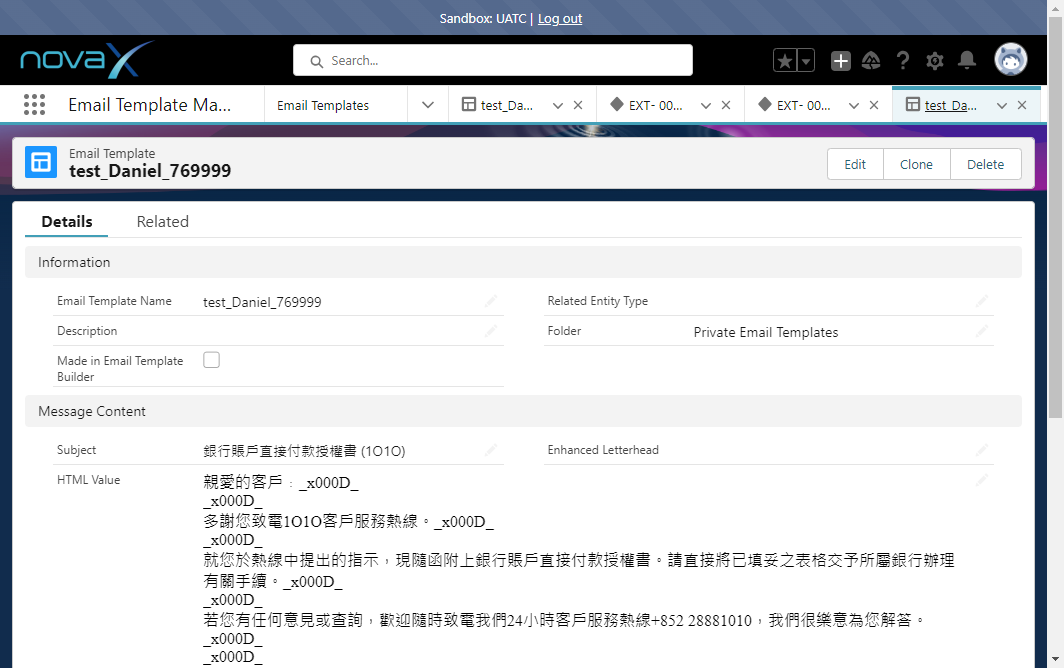 Sandbox: UATC | Log out
novaX
Search...
Email Template Ma...
Email Templates
test_Da...
EXT- 00...
EXT- 00...
test_Da...
Email Template
test_Daniel_769999
Edit
Clone
Delete
Details
Related
Information
Email Template Name
test_Daniel_769999
Related Entity Type
Description
Folder
Private Email Templates
Made in Email Template
Builder
Message Content
Subject
銀行賬戶直接付款授權書 (1O1O)
Enhanced Letterhead
HTML Value
親愛的客戶﹕_x000D_
_x000D_
多謝您致電1O1O客戶服務熱線。_x000D_
_x000D_
就您於熱線中提出的指示，現隨函附上銀行賬戶直接付款授權書。請直接將已填妥之表格交予所屬銀行辦理
有關手續。_x000D_
_x000D_
若您有任何意見或查詢，歡迎隨時致電我們24小時客戶服務熱線+852 28881010，我們很樂意為您解答。
_x000D_
_x000D_